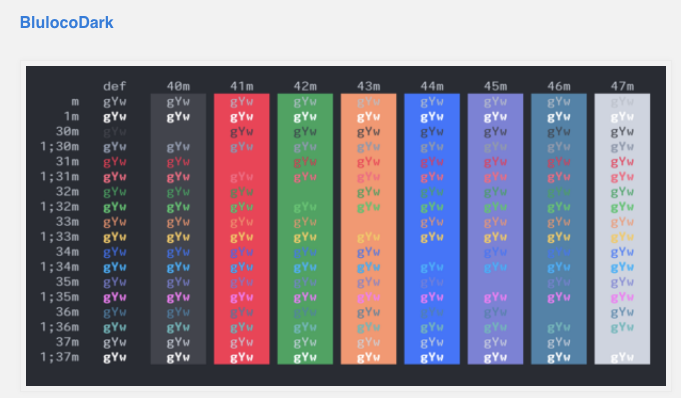 BlulocoDark
def 40m 41m 42m 43m 44m 45m 46m 47m
m gYw gYw gYw gYw gYw gYw gYw gYw gYw
1m gYw gYw gYw gYw gYw gYw gYw gYw gYw
30m gYw gYw gYw gYw gYw gYw gYw gYw
1;30m gYw gYw gYw gYw gYw gYw gYw gYw gYw
31m gYw gYw gYw gYw gYw gYw gYw gYw
1;31m gYw gYw gYw gYw gYw gYw gYw gYw gYw
32m gYw gYw gYw gYw gYw gYw gYw gYw
1;32m gYw gYw gYw gYw gYw gYw gYw gYw gYw
33m gYw gYw gYw gYw gYw gYw gYw gYw
1;33m gYw gYw gYw gYw gYw gYw gYw gYw gYw
34m gYw gYw gYw gYw gYw gYw gYw gYw
1;34m gYw gYw gYw gYw gYw gYw gYw gYw gYw
35m gYw gYw gYw gYw gYw gYw gYw gYw
1;35m gYw gYw gYw gYw gYw gYw gYw gYw gYw
36m gYw gYw gYw gYw gYw gYw gYw gYw
1;36m gYw gYw gYw gYw gYw gYw gYw gYw gYw
37m gYw gYw gYw gYw gYw gYw gYw gYw
1;37m gYw gYw gYw gYw gYw gYw gYw gYw gYw